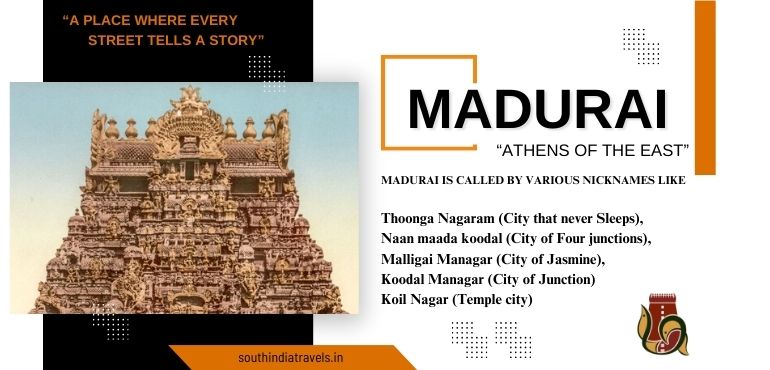 “A PLACE WHERE EVERY
STREET TELLS A STORY”
MADURAI
“ATHENS OF THE EAST”
MADURAI IS CALLED BY VARIOUS NICKNAMES LIKE
Thoonga Nagaram (City that never Sleeps),
Naan maada koodal (City of Four junctions),
Malligai Managar (City of Jasmine),
Koodal Managar (City of Junction)
Koil Nagar (Temple city)
southindiatravels.in